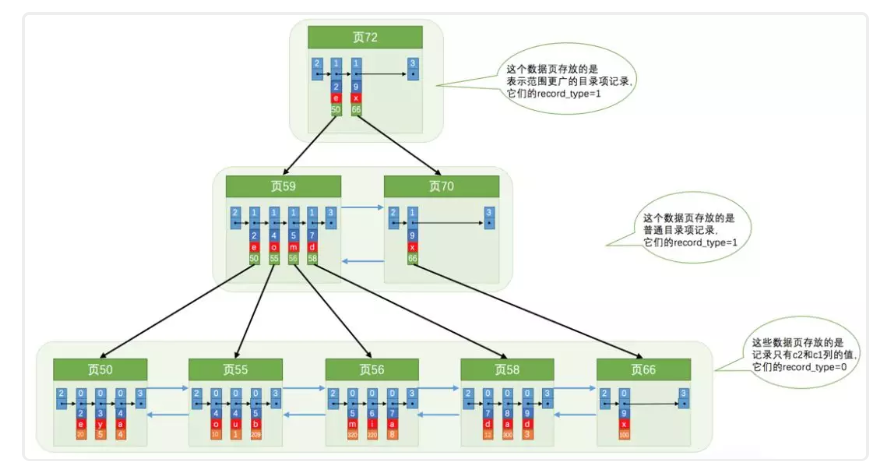 页72
2 1 1 3
2 9
e x
50 66
这个数据页存放的是
表示范围更广的目录项记录,
它们的record_type=1
页59
页70
2 1 1 1 1 3
2 1 3
2 4 5 7
9
e o m d
x
50 55 56 58
66
这个数据页存放的是
普通目录项记录,
它们的record_type=1
这些数据页存放的是
记录只有c2和c1列的值,
它们的record_type=0
页50
页55
页56
页58
页66
2 0 0 0 3
2 0 0 0 3
2 0 0 0 3
2 0 0 0 3
2 0 3
2 3 4
4 4 5
5 6 7
7 8 9
9
e y a
o u b
m i a
d a d
x
5 4
10 1 209
8
3